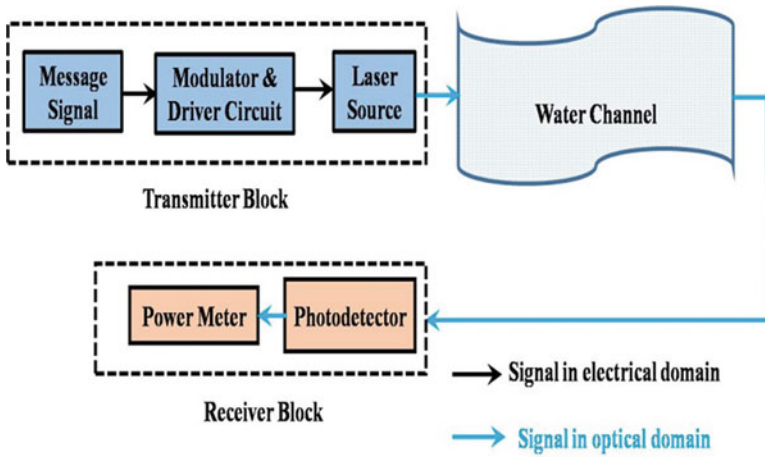 Message
Signal
Modulator &
Driver Circuit
Laser
Source
Water Channel
Transmitter Block
Power Meter
Photodetector
Receiver Block
Signal in electrical domain
Signal in optical domain